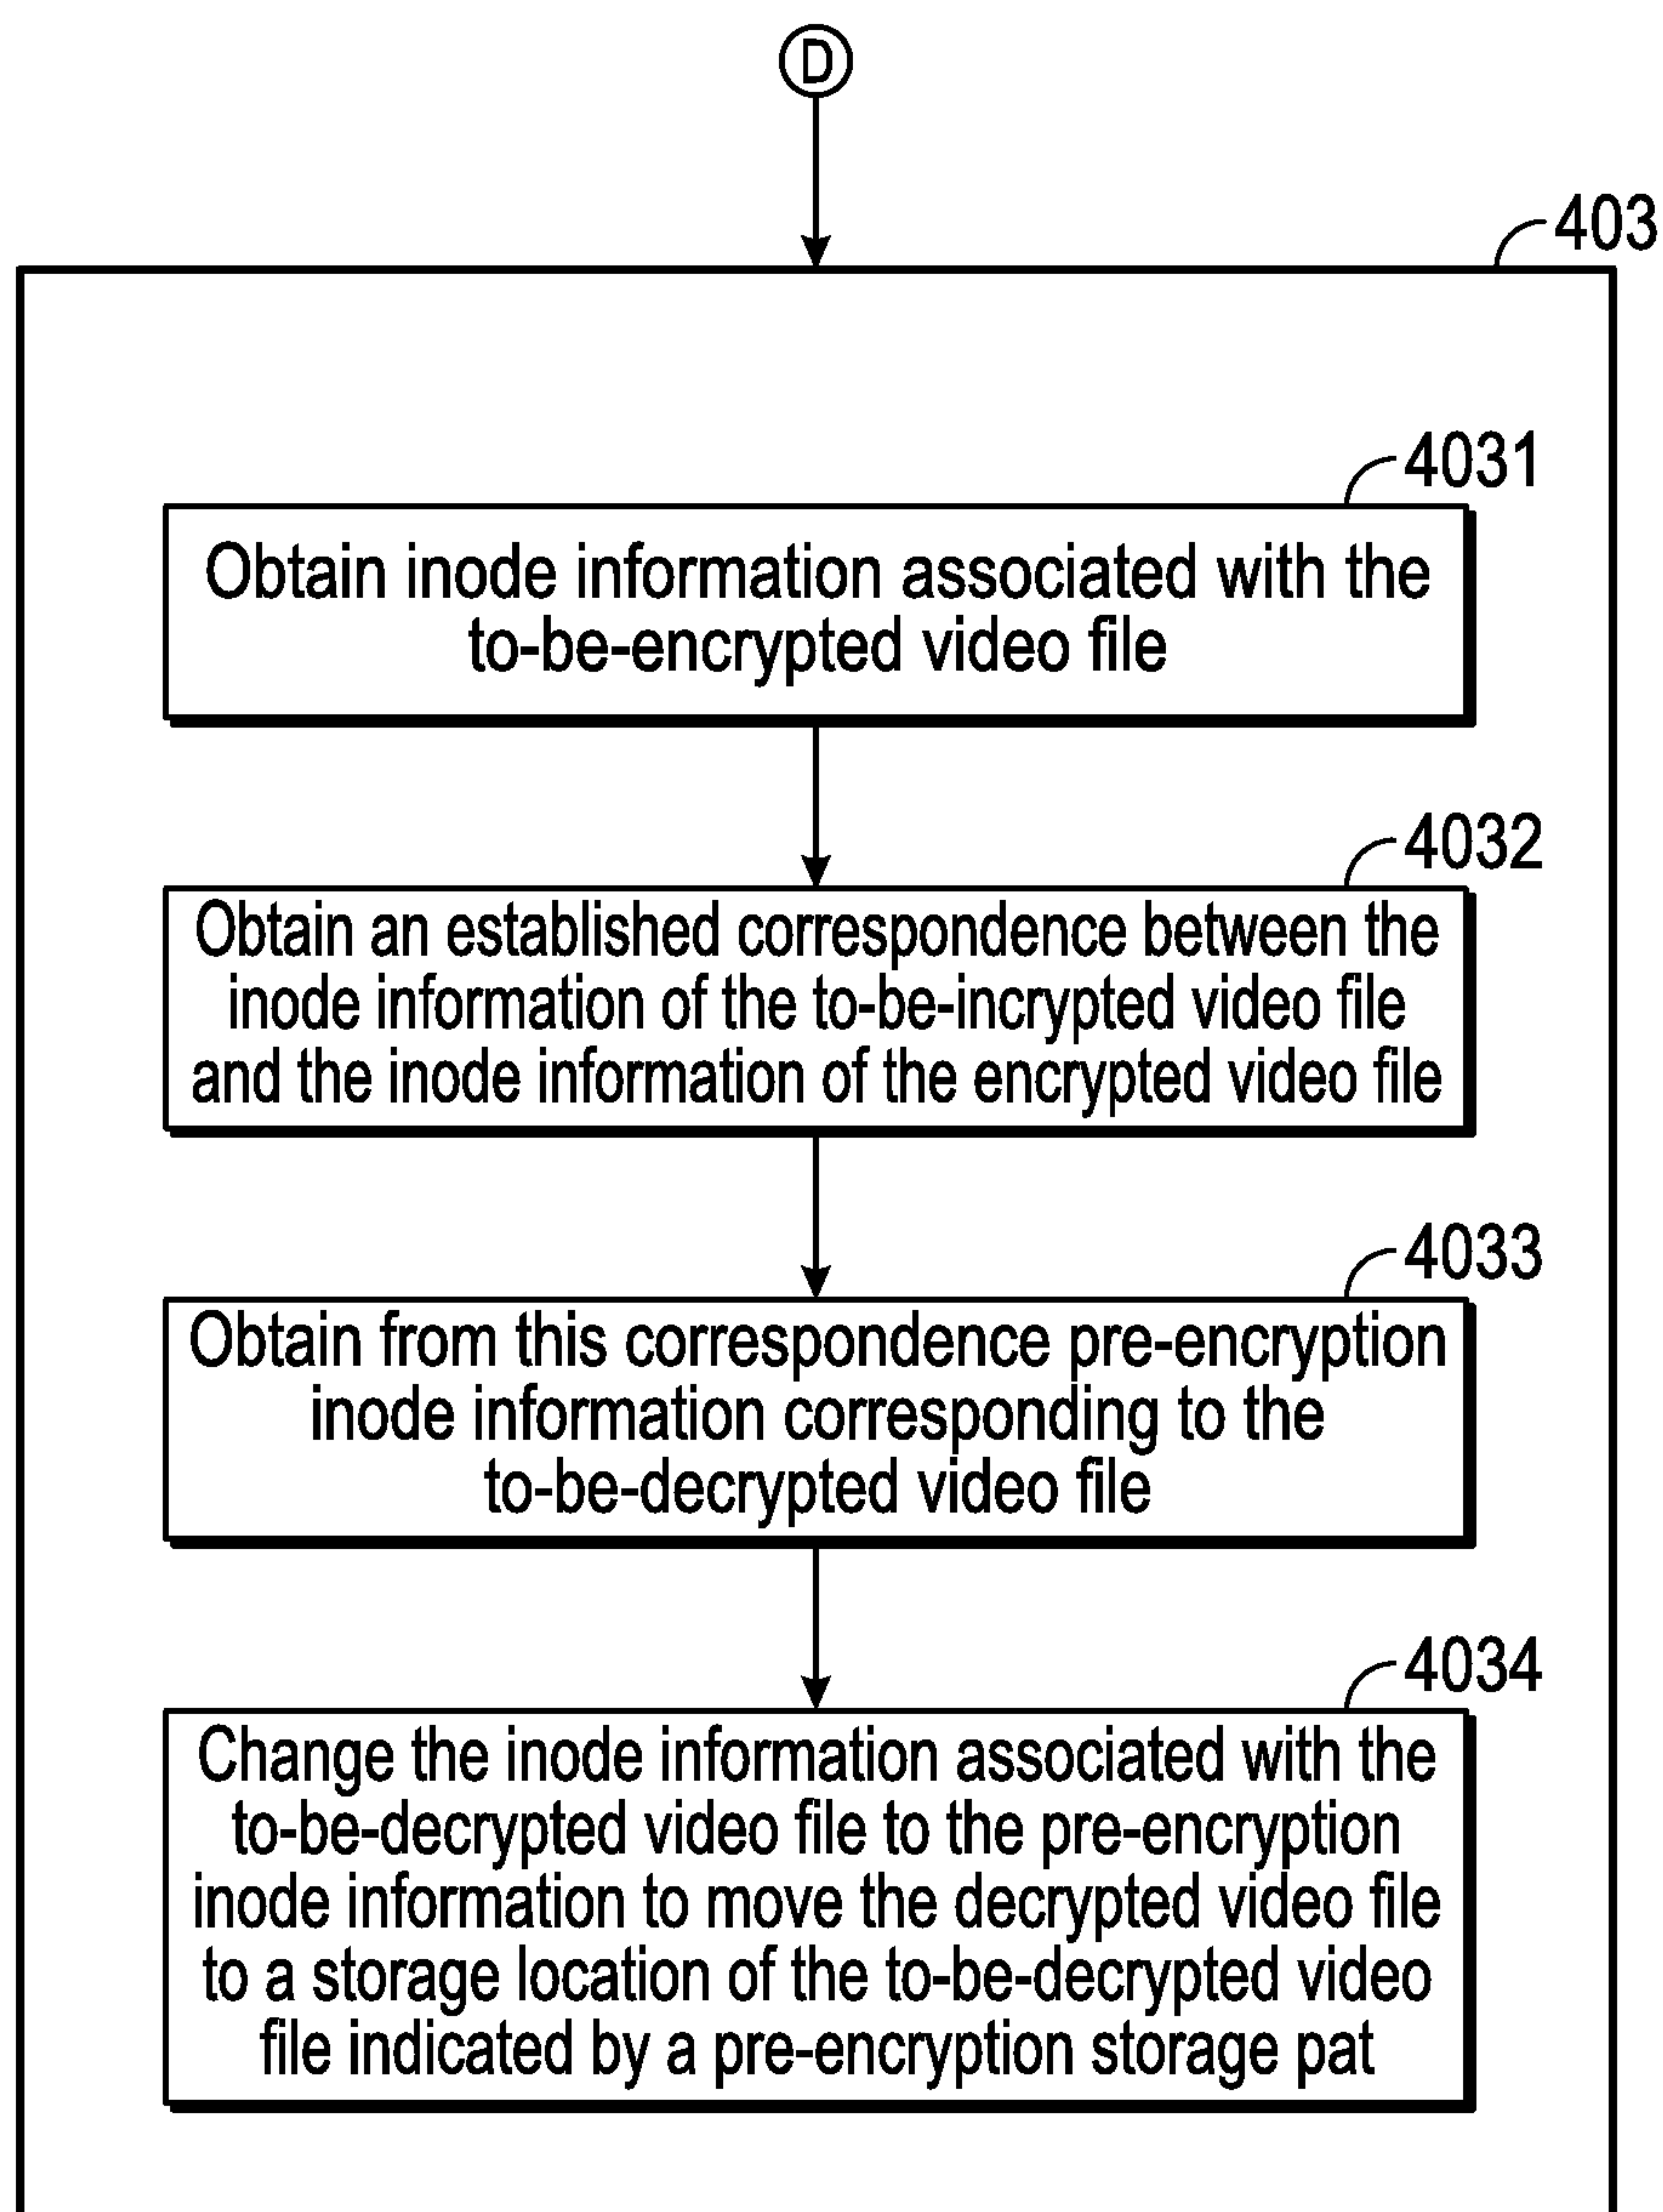 D
403
4031
Obtain inode information associated with the
to-be-encrypted video file
4032
Obtain an established correspondence between the
inode information of the to-be-incrypted video file
and the inode information of the encrypted video file
4033
Obtain from this correspondence pre-encryption
inode information corresponding to the
to-be-decrypted video file
4034
Change the inode information associated with the
to-be-decrypted video file to the pre-encryption
inode information to move the decrypted video file
to a storage location of the to-be-decrypted video
file indicated by a pre-encryption storage pat